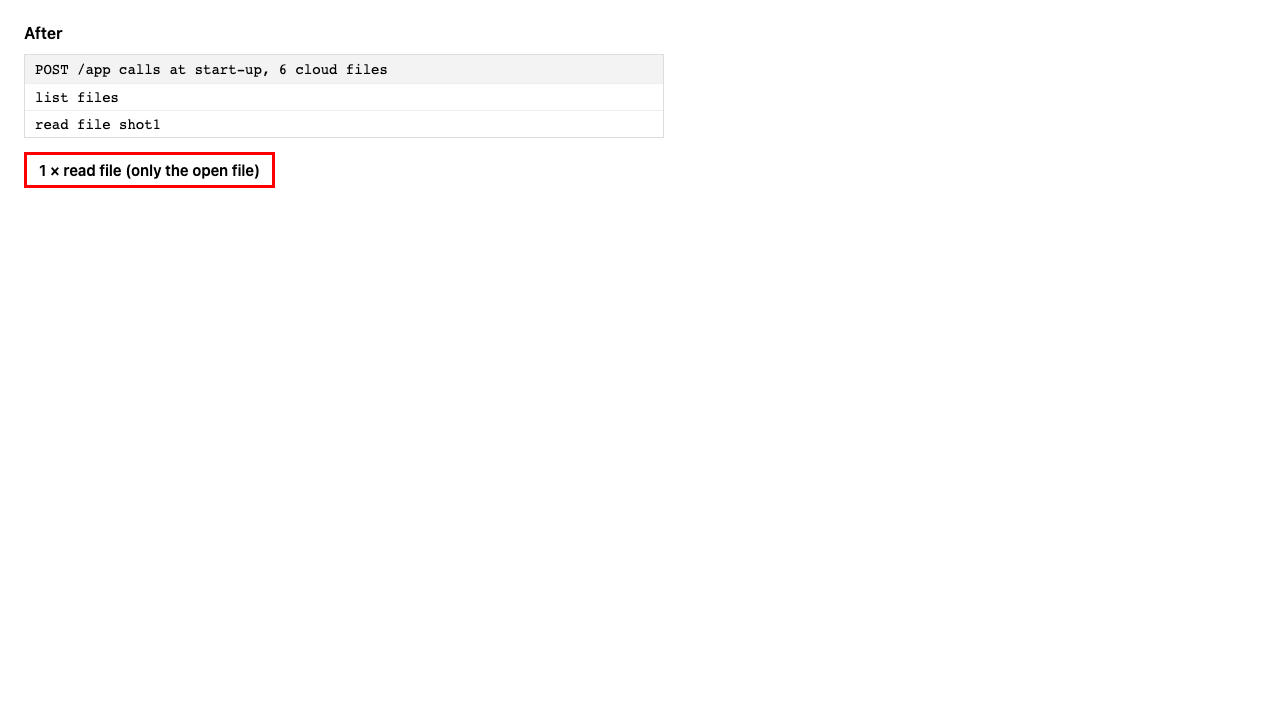 After
POST /app calls at start-up, 6 cloud files
list files
read file shot1
1 × read file (only the open file)